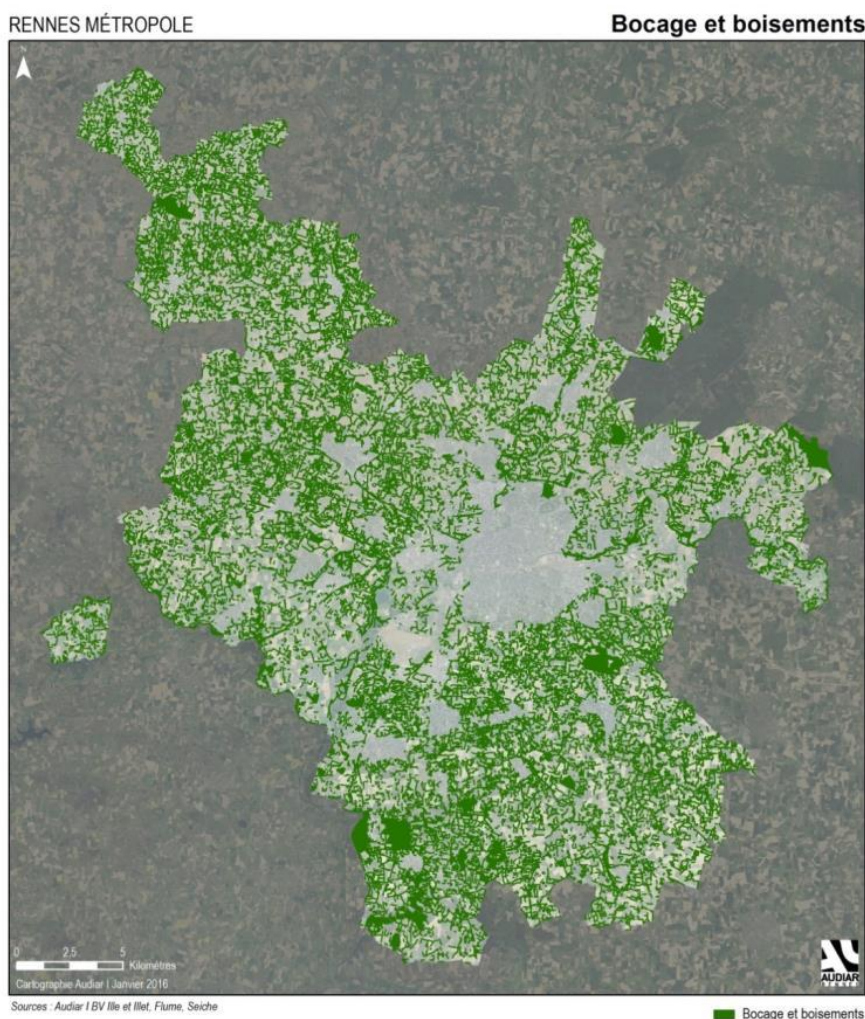 RENNES MÉTROPOLE
Bocage et boisements
N
0 2,5 5
Kilomètres
Cartographie Audiar I Janvier 2016
AUDIAR
RENNES
Sources : Audiar I BV Ille et Illet, Flume, Seiche
Bocage et boisements